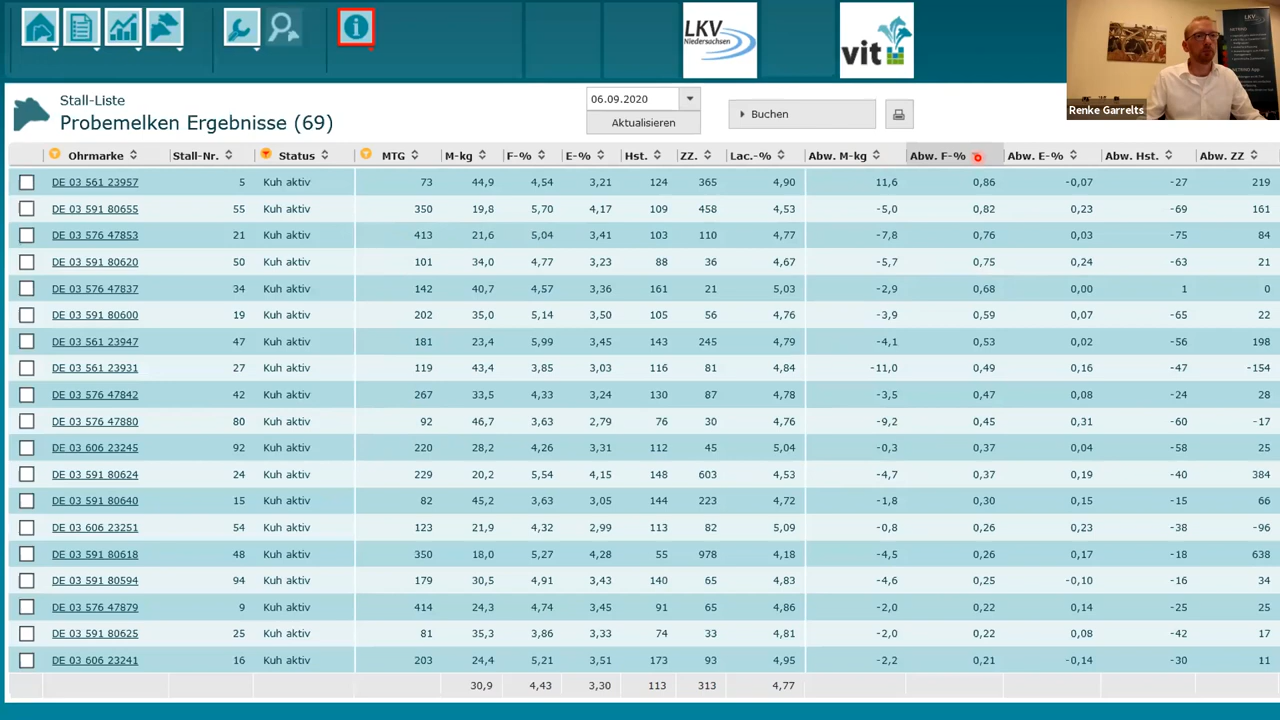 LKV
Niedersachsen
vit
LKV
Renke Garrelts
Stall-Liste
Probemelken Ergebnisse (69)
06.09.2020
Aktualisieren
Buchen
Ohrmarke Stall-Nr. Status MTG M-kg F-% E-% Hst. ZZ. Lac.-% Abw. M-kg Abw. F-% Abw. E-% Abw. Hst. Abw. ZZ
DE 03 561 23957 5 Kuh aktiv 73 44,9 4,54 3,21 124 365 4,90 11,6 0,86 -0,07 -27 219
DE 03 591 80655 55 Kuh aktiv 350 19,8 5,70 4,17 109 458 4,53 -5,0 0,82 0,23 -69 161
DE 03 576 47853 21 Kuh aktiv 413 21,6 5,04 3,41 103 110 4,77 -7,8 0,76 0,03 -75 84
DE 03 591 80620 50 Kuh aktiv 101 34,0 4,77 3,23 88 36 4,67 -5,7 0,75 0,24 -63 21
DE 03 576 47837 34 Kuh aktiv 142 40,7 4,57 3,36 161 21 5,03 -2,9 0,68 0,00 1 0
DE 03 591 80600 19 Kuh aktiv 202 35,0 5,14 3,50 105 56 4,76 -3,9 0,59 0,07 -65 22
DE 03 561 23947 47 Kuh aktiv 181 23,4 5,99 3,45 143 245 4,79 -4,1 0,53 0,02 -56 198
DE 03 561 23931 27 Kuh aktiv 119 43,4 3,85 3,03 116 81 4,84 -11,0 0,49 0,16 -47 -154
DE 03 576 47842 42 Kuh aktiv 267 33,5 4,33 3,24 130 87 4,78 -3,5 0,47 0,08 -24 28
DE 03 576 47880 80 Kuh aktiv 92 46,7 3,63 2,79 76 30 4,76 -9,2 0,45 0,31 -60 -17
DE 03 606 23245 92 Kuh aktiv 220 28,2 4,26 3,31 112 45 5,04 -0,3 0,37 0,04 -58 25
DE 03 591 80624 24 Kuh aktiv 229 20,2 5,54 4,15 148 603 4,53 -4,7 0,37 0,19 -40 384
DE 03 591 80640 15 Kuh aktiv 82 45,2 3,63 3,05 144 223 4,72 -1,8 0,30 0,15 -15 66
DE 03 606 23251 54 Kuh aktiv 123 21,9 4,32 2,99 113 82 5,09 -0,8 0,26 0,23 -38 -96
DE 03 591 80618 48 Kuh aktiv 350 18,0 5,27 4,28 55 978 4,18 -4,5 0,26 0,17 -18 638
DE 03 591 80594 94 Kuh aktiv 179 30,5 4,91 3,43 140 65 4,83 -4,6 0,25 -0,10 -16 34
DE 03 576 47879 9 Kuh aktiv 414 24,3 4,74 3,45 91 65 4,86 -2,0 0,22 0,14 -25 25
DE 03 591 80625 25 Kuh aktiv 81 35,3 3,86 3,33 74 33 4,81 -2,0 0,22 0,08 -42 17
DE 03 606 23241 16 Kuh aktiv 203 24,4 5,21 3,51 173 93 4,95 -2,2 0,21 -0,14 -30 11
30,9 4,43 3,30 113 313 4,77